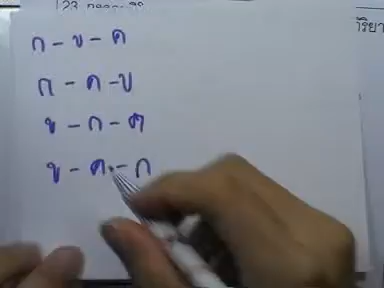 ก - ข - ค
ก - ค - ข
ข - ก - ค
ข - ค - ก